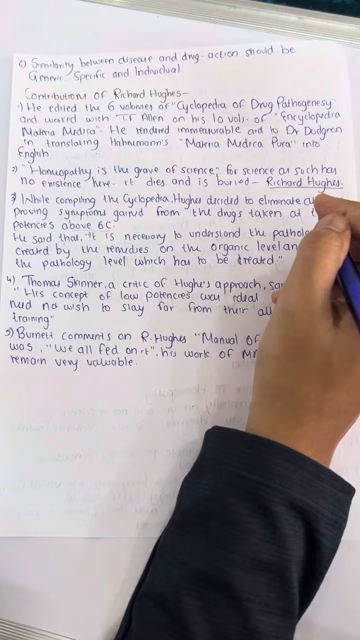 6) Similarity between disease and drug action should be
Generic Specific and Individual
Contributions of Richard Hughes-
1) He edited the 6 volumes of "Cyclopedia of Drug Pathogenesy"
and worked with TF Allen on his 10 vols. of "Encyclopedia
Materia Medica". He rendered immeasurable aid to Dr Dudgeon
in translating Hahnemann's "Materia Medica Pura" into
English.
2) "Homeopathy is the grave of science; for science as such has
no existence here. it dies and is buried - Richard Hughes.
3) While compiling the Cyclopedia, Hughes decided to eliminate
proving symptoms gained from the drugs taken at
potencies above 6C.
He said that, "it is necessary to understand the
created by the remedies on the organic level
the pathology level which has to be treated."
4) Thomas Skinner, a critic of Hughes's approach,
"His concept of low potencies was
had no wish to stay far from their
training"
5) Burnett comments on R. Hughes "Manual of
was, "We all fed on it", his work of
remain very valuable.